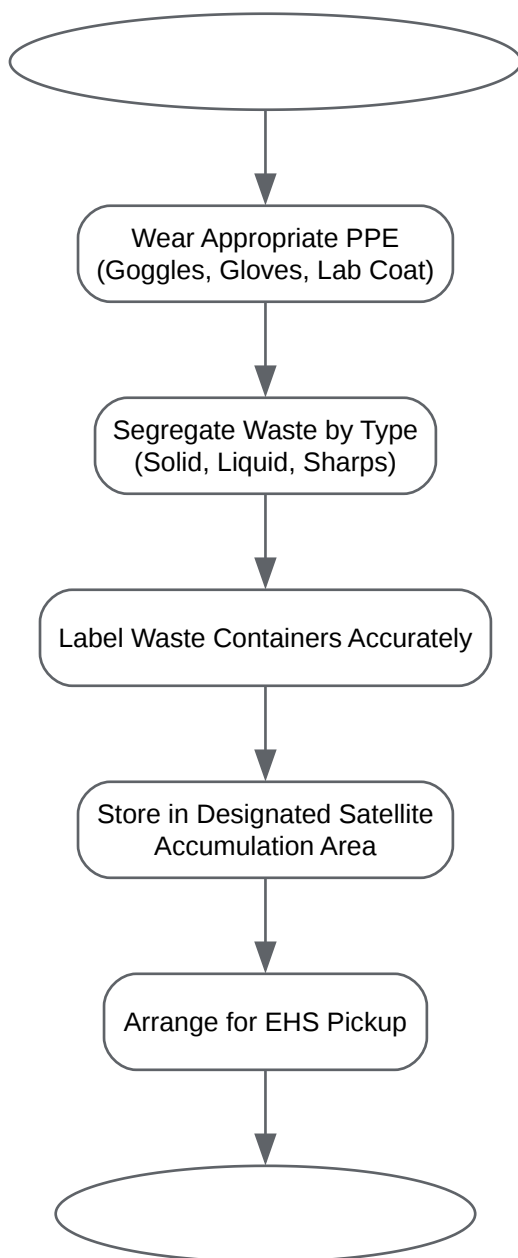 Wear Appropriate PPE
(Goggles, Gloves, Lab Coat)
Segregate Waste by Type
(Solid, Liquid, Sharps)
Label Waste Containers Accurately
Store in Designated Satellite
Accumulation Area
Arrange for EHS Pickup